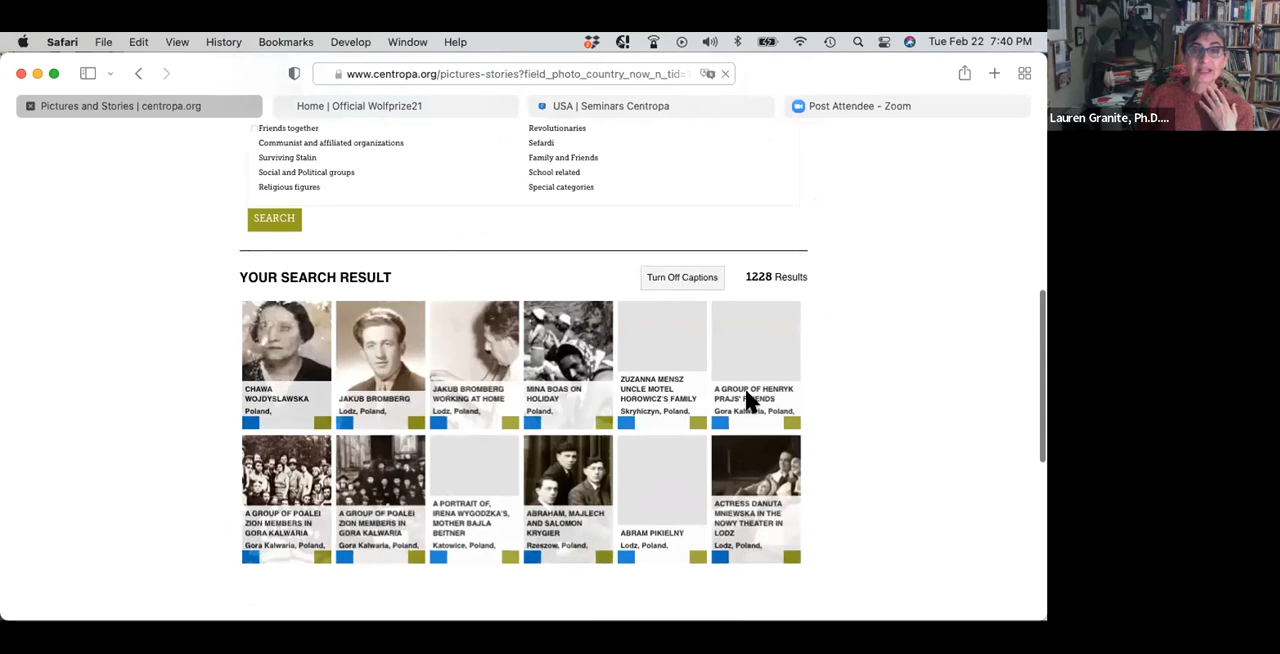 Safari File Edit View History Bookmarks Develop Window Help Tue Feb 22 7:40 PM
www.centropa.org/pictures-stories?field_photo_country_now_n_tid=
Pictures and Stories | centropa.org
Home | Official Wolfprize21
USA | Seminars Centropa
Post Attendee - Zoom
Lauren Granite, Ph.D....
Friends together
Communist and affiliated organizations
Surviving Stalin
Social and Political groups
Religious figures
Revolutionaries
Sefardi
Family and Friends
School related
Special categories
SEARCH
YOUR SEARCH RESULT
Turn Off Captions
1228 Results
CHAWA
WOJDYSLAWSKA
Poland,
JAKUB BROMBERG
Lodz, Poland,
JAKUB BROMBERG
WORKING AT HOME
Lodz, Poland,
MINA BOAS ON
HOLIDAY
Poland,
ZUZANNA MENSZ
UNCLE MOTEL
HOROWICZ'S FAMILY
Skryhiczyn, Poland,
A GROUP OF HENRYK
PRAJS' FRIENDS
Gora Kalwaria, Poland,
A GROUP OF POALEI
ZION MEMBERS IN
GORA KALWARIA
Gora Kalwaria, Poland,
A GROUP OF POALEI
ZION MEMBERS IN
GORA KALWARIA
Gora Kalwaria, Poland,
A PORTRAIT OF,
IRENA WYGODZKA'S,
MOTHER BAJLA
BEITNER
Katowice, Poland,
ABRAHAM, MAJLECH
AND SALOMON
KRYGIER
Rzeszow, Poland,
ABRAM PIKIELNY
Lodz, Poland,
ACTRESS DANUTA
MNIEWSKA IN THE
NOWY THEATER IN
LODZ
Lodz, Poland,